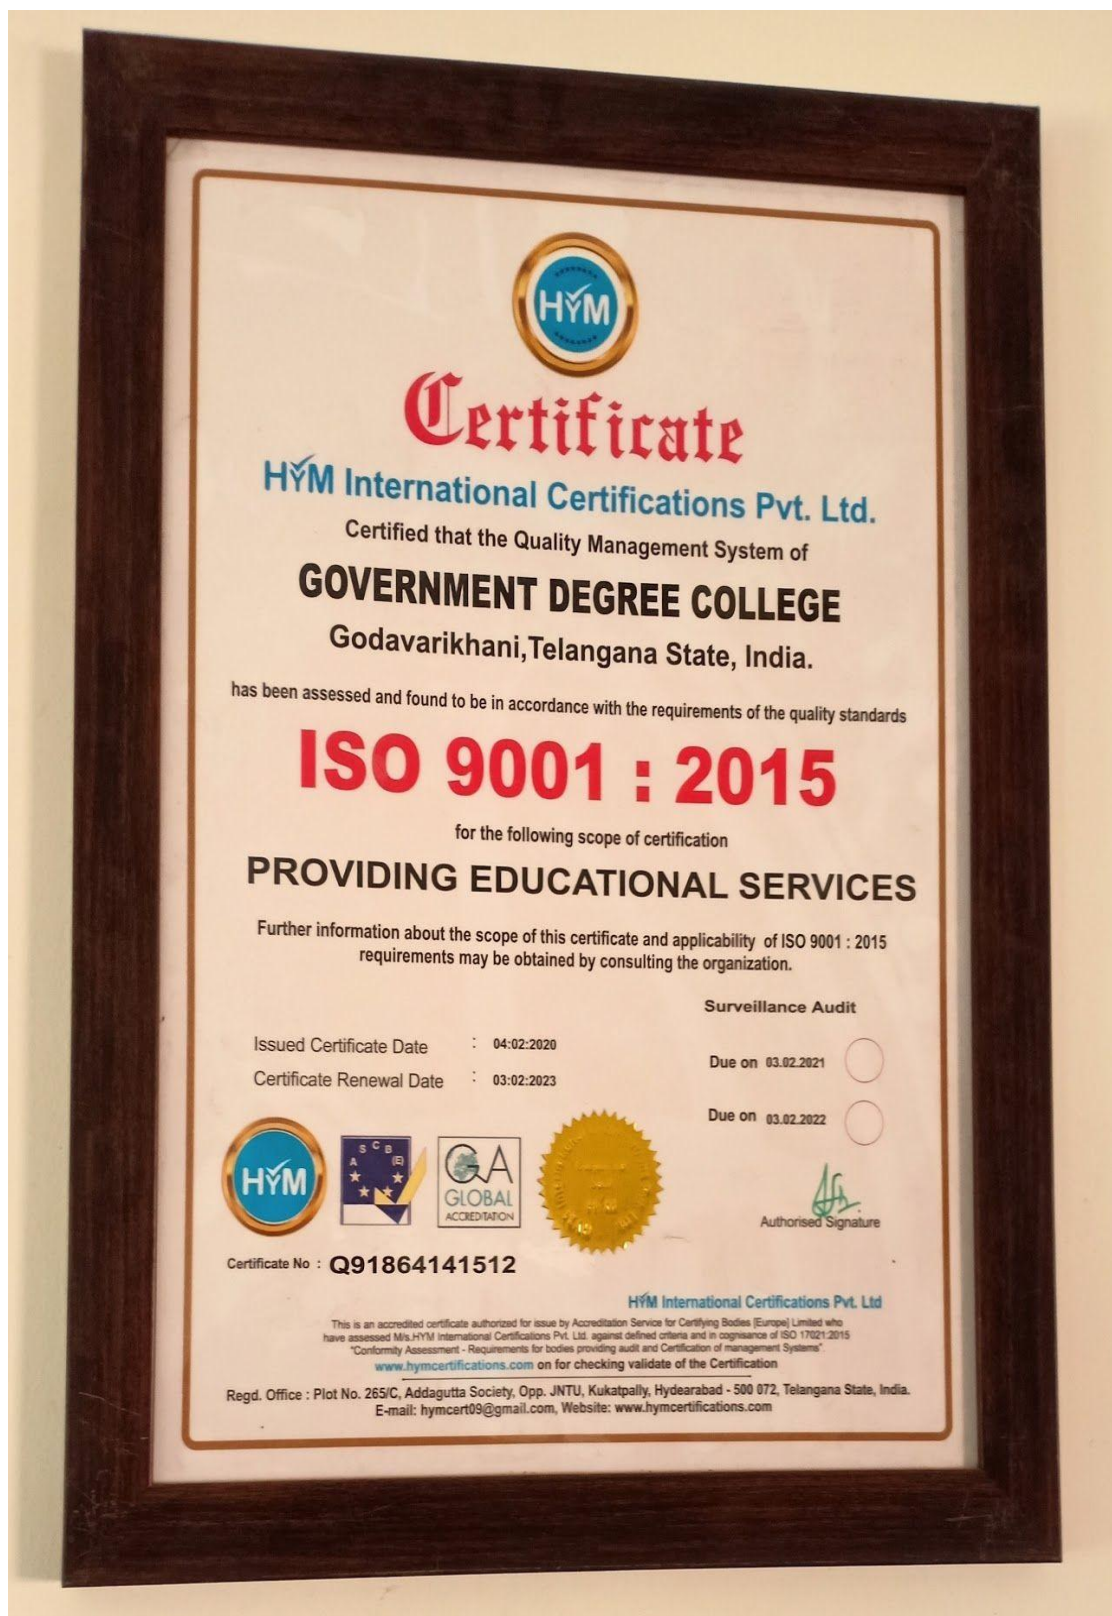 HYM
Certificate
HYM International Certifications Pvt. Ltd.
Certified that the Quality Management System of
GOVERNMENT DEGREE COLLEGE
Godavarikhani,Telangana State, India.
has been assessed and found to be in accordance with the requirements of the quality standards
ISO 9001 : 2015
for the following scope of certification
PROVIDING EDUCATIONAL SERVICES
Further information about the scope of this certificate and applicability of ISO 9001 : 2015
requirements may be obtained by consulting the organization.
Surveillance Audit
Issued Certificate Date : 04:02:2020
Due on 03.02.2021
Certificate Renewal Date : 03:02:2023
Due on 03.02.2022
HYM
A S C B (E)
GA
GLOBAL
ACCREDITATION
Authorised Signature
Certificate No : Q91864141512
HYM International Certifications Pvt. Ltd
This is an accredited certificate authorized for issue by Accreditation Service for Certifying Bodies [Europe] Limited who
have assessed M/s.HYM International Certifications Pvt. Ltd. against defined criteria and in cognisance of ISO 17021:2015
"Conformity Assessment - Requirements for bodies providing audit and Certification of management Systems".
www.hymcertifications.com on for checking validate of the Certification
Regd. Office : Plot No. 265/C, Addagutta Society, Opp. JNTU, Kukatpally, Hydearabad - 500 072, Telangana State, India.
E-mail: hymcert09@gmail.com, Website: www.hymcertifications.com